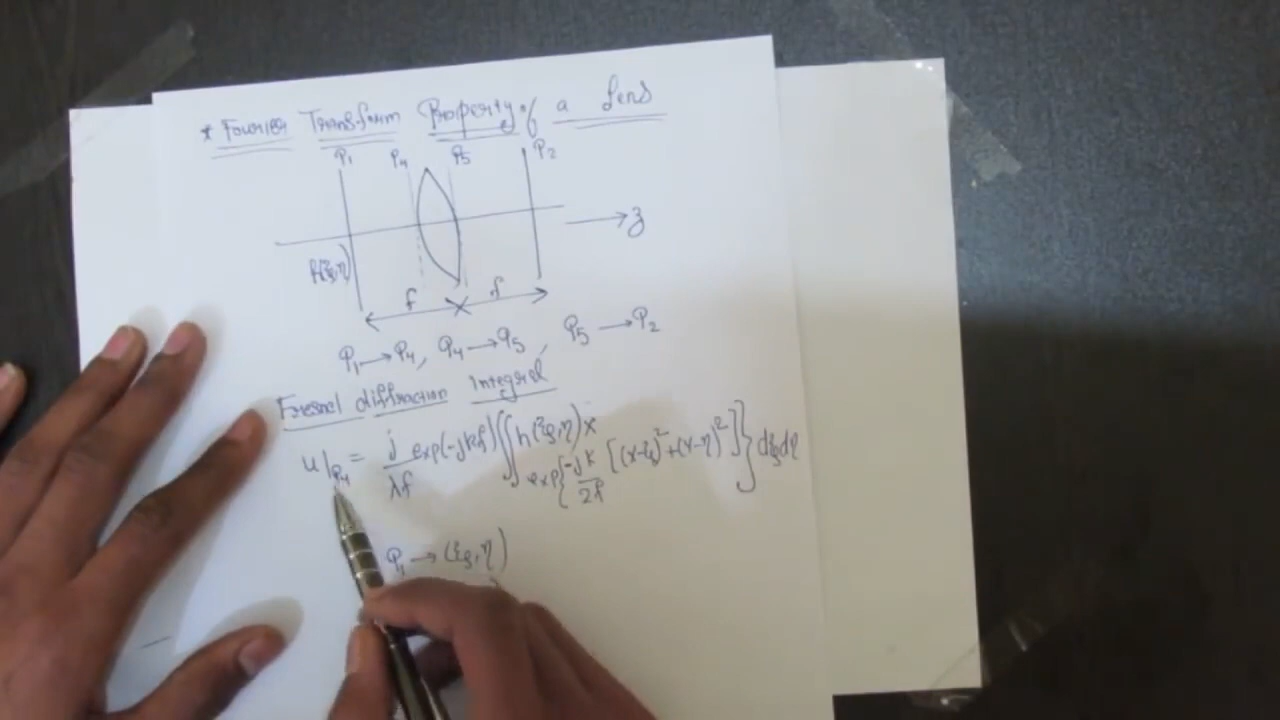 * Fourier Transform Property of a Lens
P₁ P₄ P₅ P₂
h(ξ,η)
→ z
f f
P₁ → P₄, P₄ → P₅, P₅ → P₂
Fresnel diffraction integral
u|P₄ = j/λf exp(-jkf) ∬ h(ξ,η) × exp{-jk/2f [(x-ξ)²+(y-η)²]} dξdη
P₁ → (ξ,η)